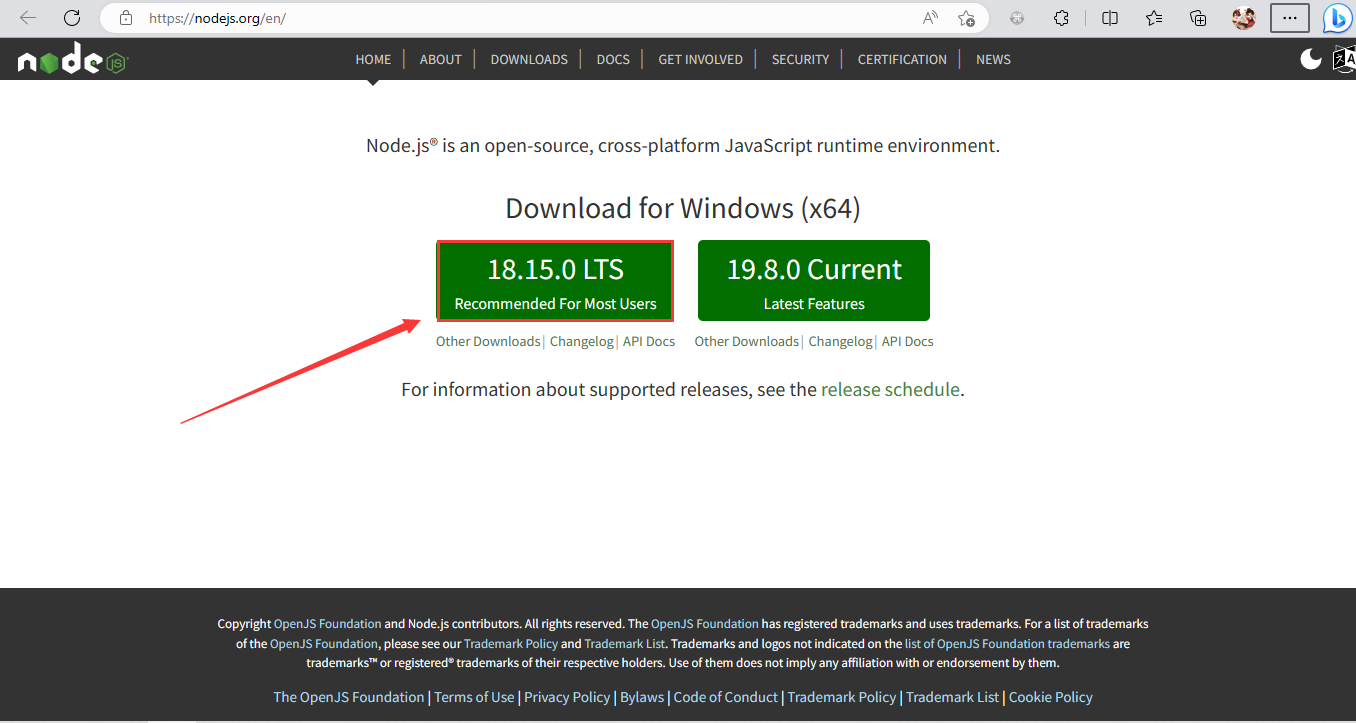 https://nodejs.org/en/
node JS
HOME | ABOUT | DOWNLOADS | DOCS | GET INVOLVED | SECURITY | CERTIFICATION | NEWS
Node.js® is an open-source, cross-platform JavaScript runtime environment.
Download for Windows (x64)
18.15.0 LTS
Recommended For Most Users
19.8.0 Current
Latest Features
Other Downloads | Changelog | API Docs
Other Downloads | Changelog | API Docs
For information about supported releases, see the release schedule.
Copyright OpenJS Foundation and Node.js contributors. All rights reserved. The OpenJS Foundation has registered trademarks and uses trademarks. For a list of trademarks
of the OpenJS Foundation, please see our Trademark Policy and Trademark List. Trademarks and logos not indicated on the list of OpenJS Foundation trademarks are
trademarks™ or registered® trademarks of their respective holders. Use of them does not imply any affiliation with or endorsement by them.
The OpenJS Foundation | Terms of Use | Privacy Policy | Bylaws | Code of Conduct | Trademark Policy | Trademark List | Cookie Policy